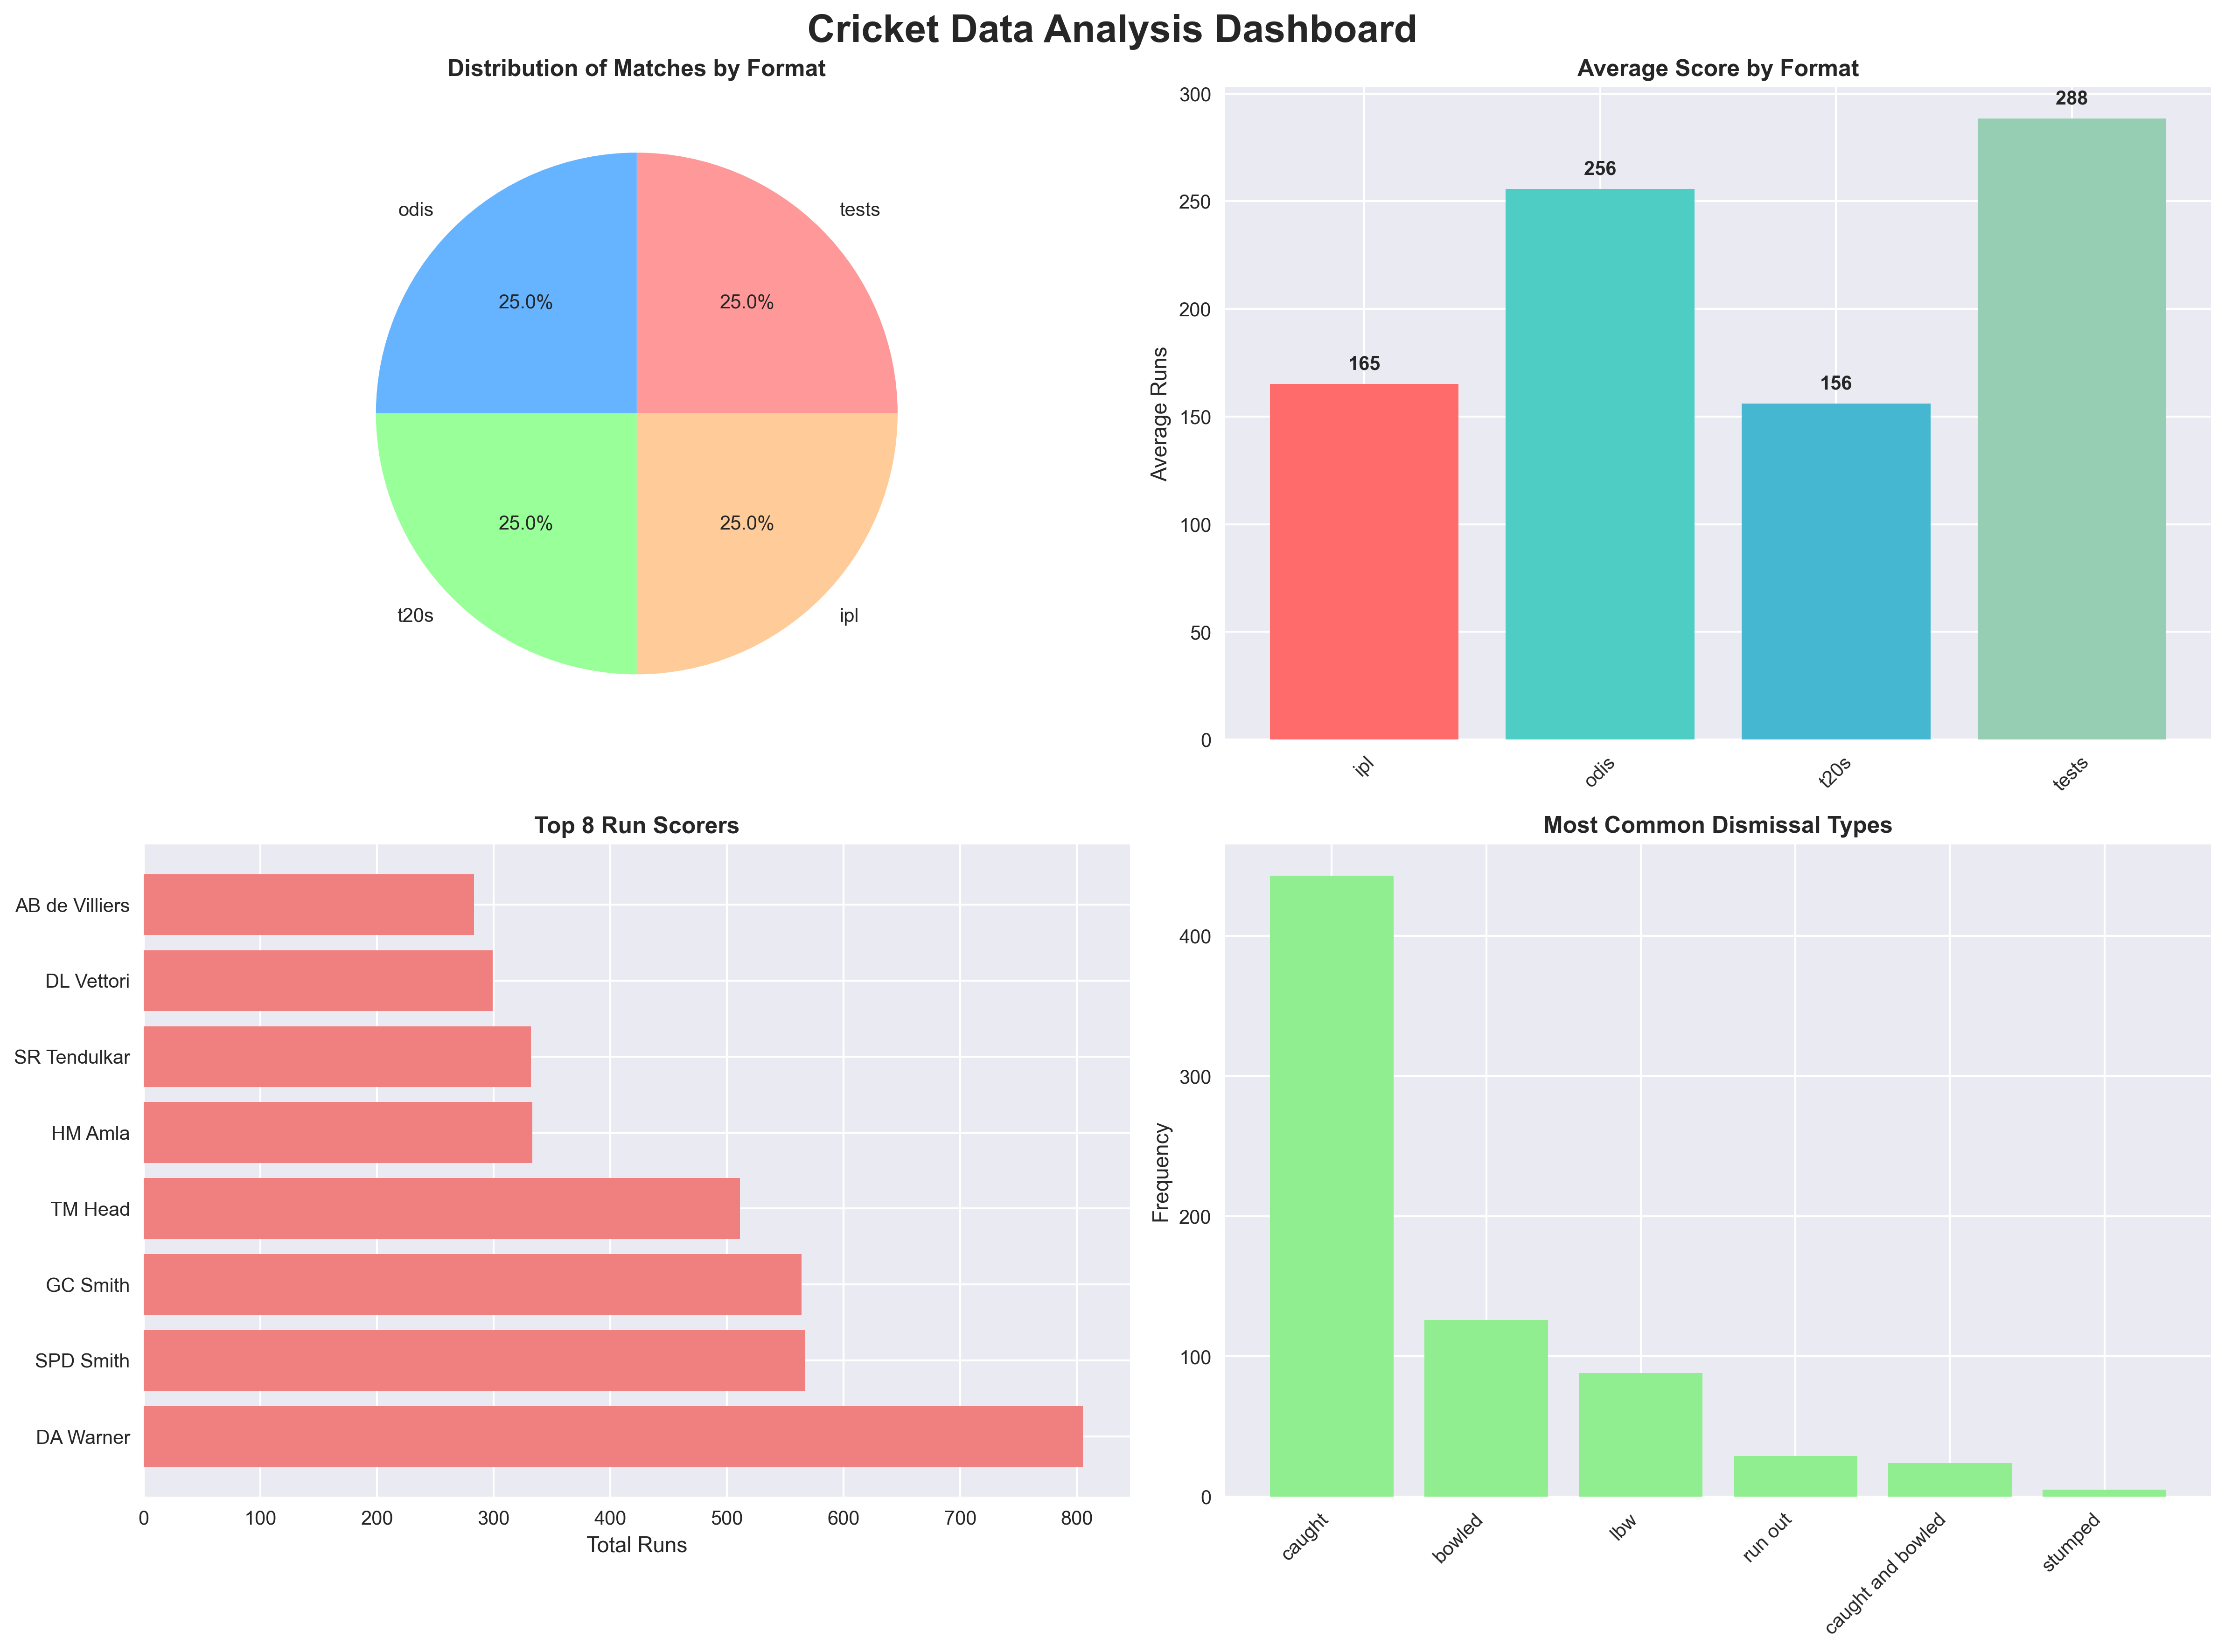 Cricket Data Analysis Dashboard
Distribution of Matches by Format
odis
tests
25.0%
25.0%
25.0%
25.0%
t20s
ipl
Average Score by Format
300
250
200
150
100
50
0
Average Runs
165
256
156
288
ipl
odis
t20s
tests
Top 8 Run Scorers
AB de Villiers
DL Vettori
SR Tendulkar
HM Amla
TM Head
GC Smith
SPD Smith
DA Warner
0 100 200 300 400 500 600 700 800
Total Runs
Most Common Dismissal Types
400
300
200
100
0
Frequency
caught
bowled
lbw
run out
caught and bowled
stumped